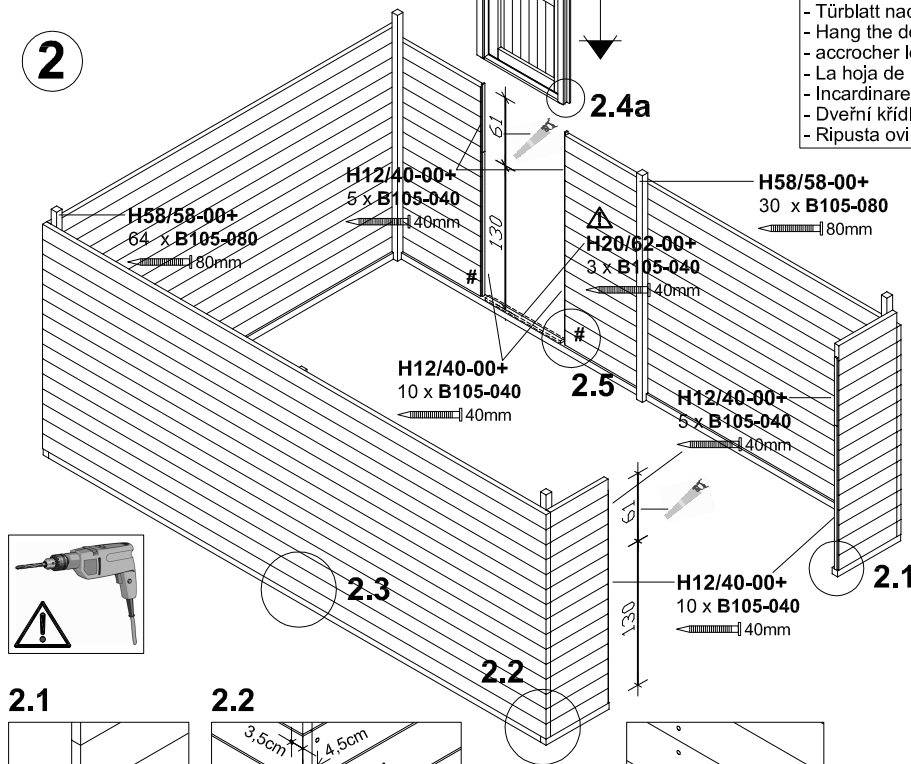 2
- Türblatt nac
- Hang the d
- accrocher l
- La hoja de
- Incardinare
- Dveřní kříd
- Ripusta ovi
2.4a
61
130
H12/40-00+
5 x B105-040
40mm
H58/58-00+
64 x B105-080
80mm
H58/58-00+
30 x B105-080
80mm
H20/62-00+
3 x B105-040
40mm
#
#
2.5
H12/40-00+
10 x B105-040
40mm
H12/40-00+
5 x B105-040
40mm
61
130
H12/40-00+
10 x B105-040
40mm
2.1
2.3
2.2
2.1
2.2
3,5cm
4,5cm